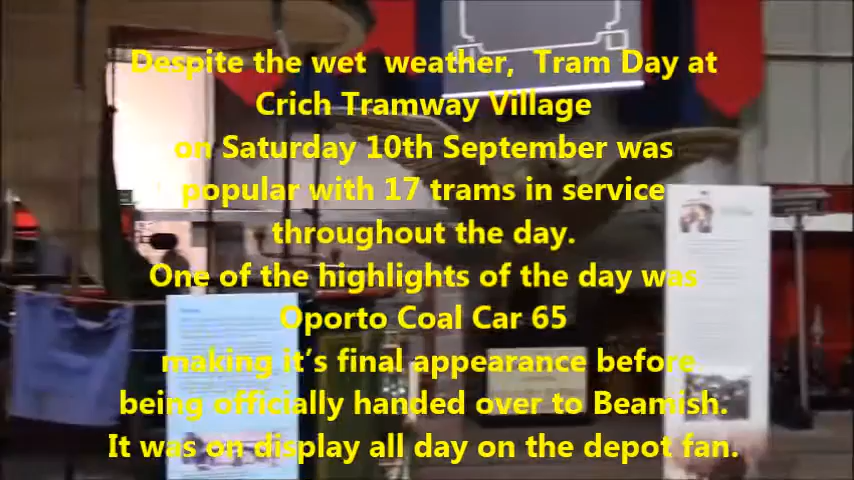 Despite the wet weather, Tram Day at
Crich Tramway Village
on Saturday 10th September was
popular with 17 trams in service
throughout the day.
One of the highlights of the day was
Oporto Coal Car 65
making it’s final appearance before
being officially handed over to Beamish.
It was on display all day on the depot fan.